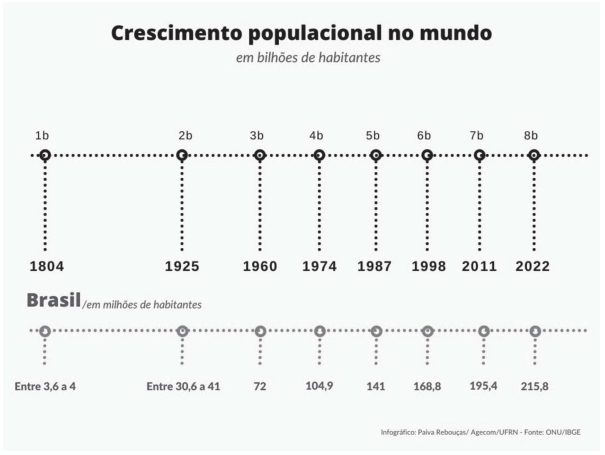 Crescimento populacional no mundo
em bilhões de habitantes
1b 2b 3b 4b 5b 6b 7b 8b
1804 1925 1960 1974 1987 1998 2011 2022
Brasil/em milhões de habitantes
Entre 3,6 a 4 Entre 30,6 a 41 72 104,9 141 168,8 195,4 215,8
Infográfico: Paiva Rebouças/ Agecom/UFRN - Fonte: ONU/IBGE